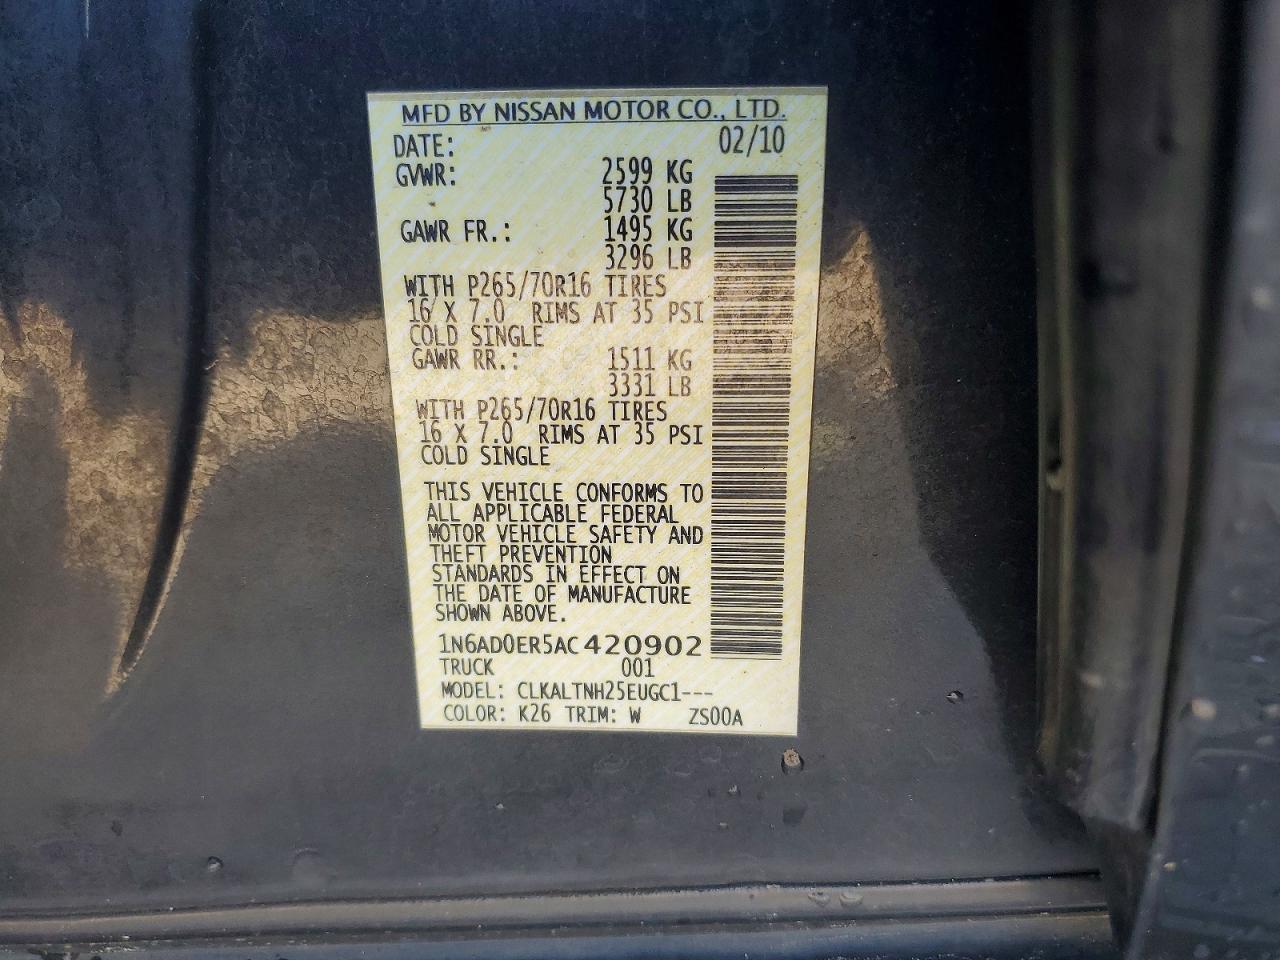 MFD BY NISSAN MOTOR CO., LTD.
DATE: 02/10
GVWR: 2599 KG
5730 LB
GAWR FR.: 1495 KG
3296 LB
WITH P265/70R16 TIRES
16 X 7.0 RIMS AT 35 PSI
COLD SINGLE
GAWR RR.: 1511 KG
3331 LB
WITH P265/70R16 TIRES
16 X 7.0 RIMS AT 35 PSI
COLD SINGLE
THIS VEHICLE CONFORMS TO
ALL APPLICABLE FEDERAL
MOTOR VEHICLE SAFETY AND
THEFT PREVENTION
STANDARDS IN EFFECT ON
THE DATE OF MANUFACTURE
SHOWN ABOVE.
1N6AD0ER5AC420902
TRUCK 001
MODEL: CLKALTNH25EUGC1---
COLOR: K26 TRIM: W ZS00A